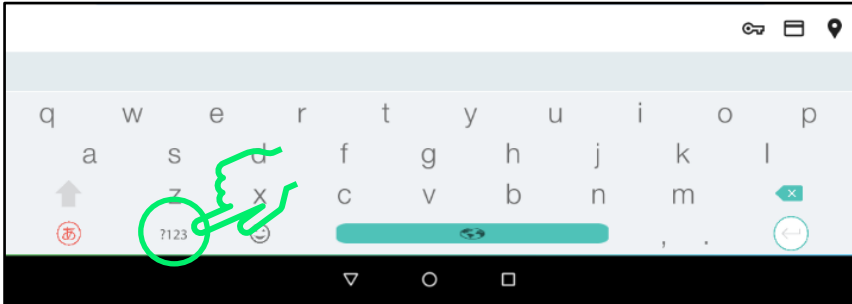 q w e r t y u i o p
a s d f g h j k l
z x c v b n m
あ ?123 , .